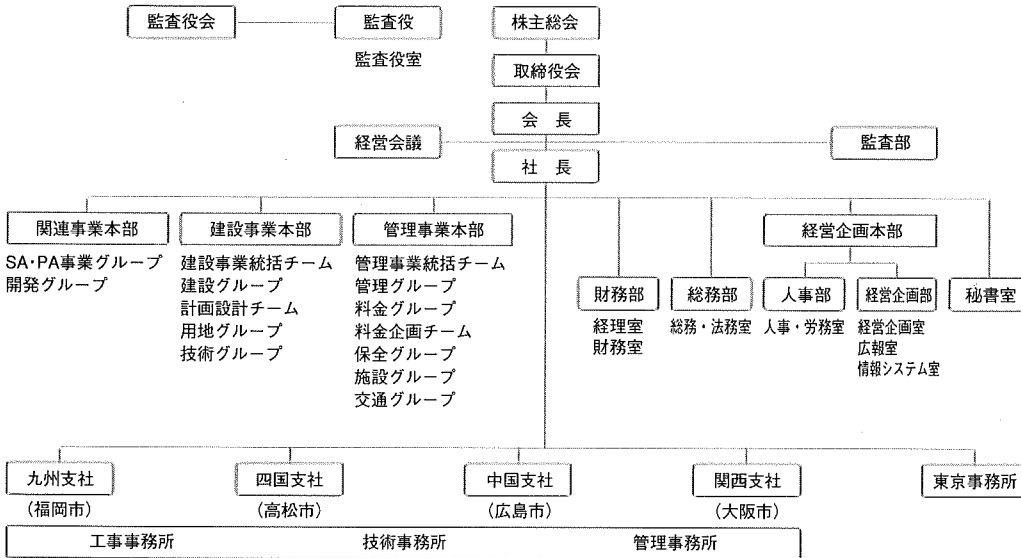 監査役会
監査役
株主総会
監査役室
取締役会
会 長
経営会議
監査部
社 長
関連事業本部
建設事業本部
管理事業本部
経営企画本部
SA・PA事業グループ
開発グループ
建設事業統括チーム
建設グループ
計画設計チーム
用地グループ
技術グループ
管理事業統括チーム
管理グループ
料金グループ
料金企画チーム
保全グループ
施設グループ
交通グループ
財務部
総務部
人事部
経営企画部
秘書室
経理室
財務室
総務・法務室
人事・労務室
経営企画室
広報室
情報システム室
九州支社
四国支社
中国支社
関西支社
東京事務所
(福岡市)
(高松市)
(広島市)
(大阪市)
工事事務所
技術事務所
管理事務所